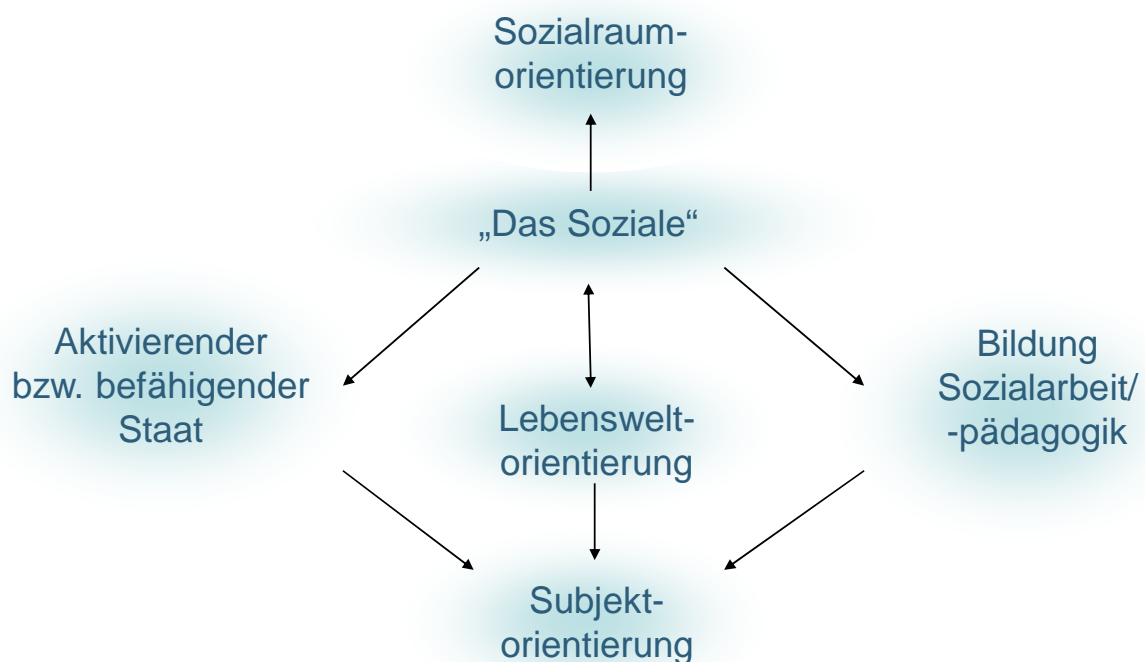 Sozialraum-
orientierung
„Das Soziale“
Aktivierender
bzw. befähigender
Staat
Lebenswelt-
orientierung
Bildung
Sozialarbeit/
-pädagogik
Subjekt-
orientierung